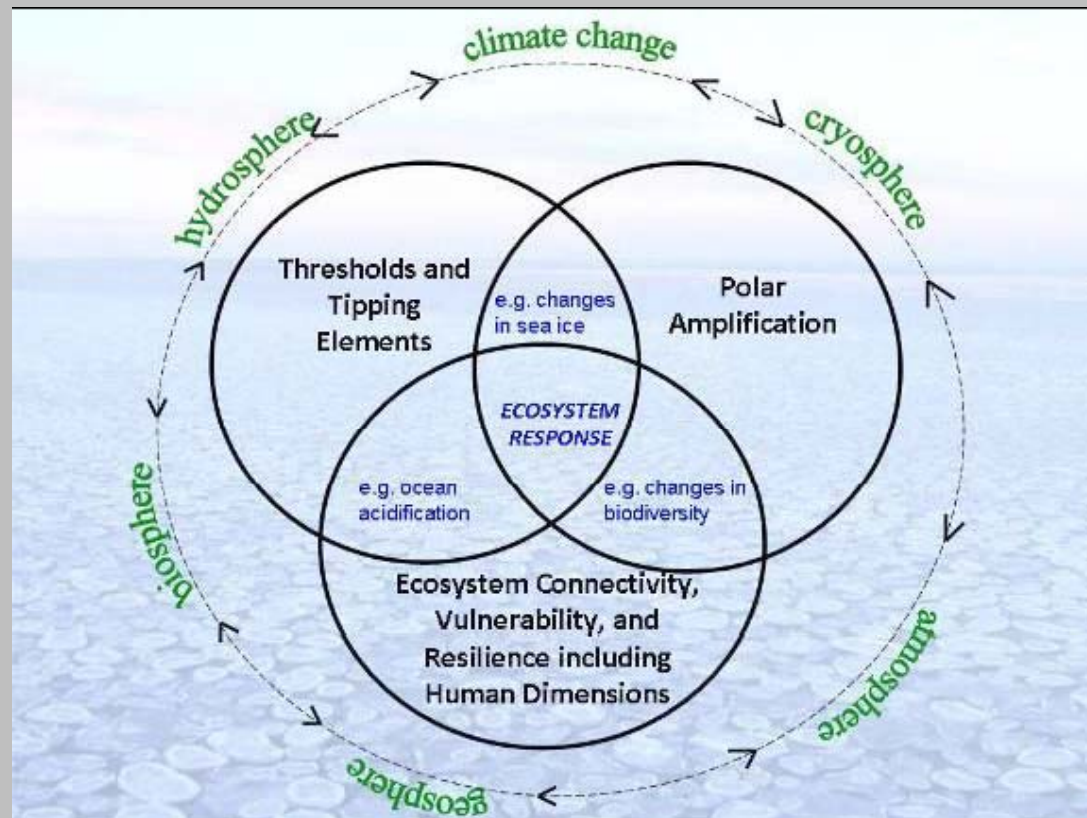 climate change
hydrosphere
cryosphere
Thresholds and
Tipping
Elements
e.g. changes
in sea ice
Polar
Amplification
ECOSYSTEM
RESPONSE
e.g. ocean
acidification
e.g. changes in
biodiversity
biosphere
Ecosystem Connectivity,
Vulnerability, and
Resilience including
Human Dimensions
atmosphere
geosphere